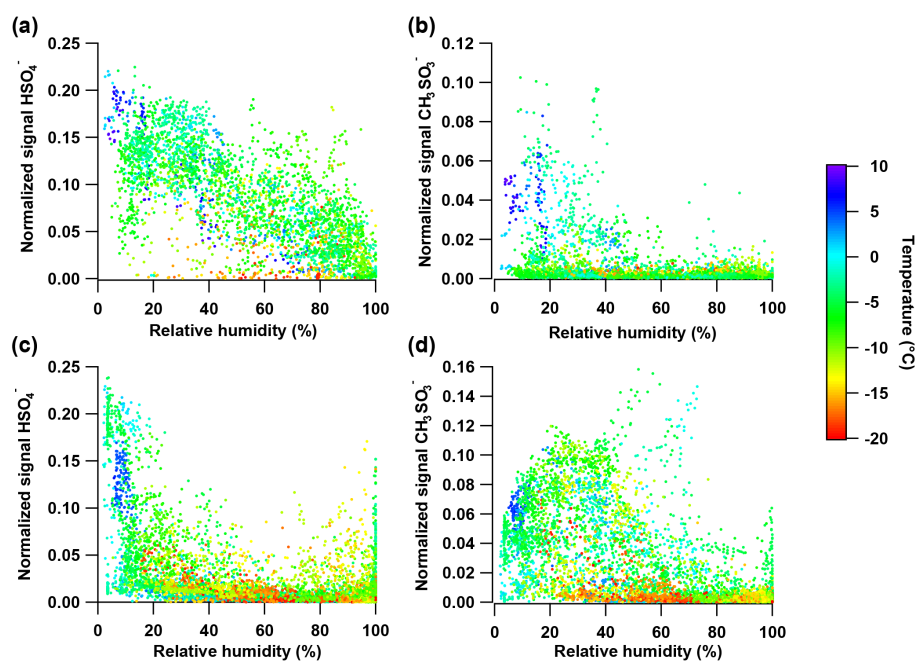 (a)
Normalized signal HSO4-
0.25
0.20
0.15
0.10
0.05
0.00
0 20 40 60 80 100
Relative humidity (%)
(b)
Normalized signal CH3SO3-
0.12
0.10
0.08
0.06
0.04
0.02
0.00
0 20 40 60 80 100
Relative humidity (%)
(c)
Normalized signal HSO4-
0.25
0.20
0.15
0.10
0.05
0.00
0 20 40 60 80 100
Relative humidity (%)
(d)
Normalized signal CH3SO3-
0.16
0.14
0.12
0.10
0.08
0.06
0.04
0.02
0.00
0 20 40 60 80 100
Relative humidity (%)
10
5
0
-5
-10
-15
-20
Temperature (°C)